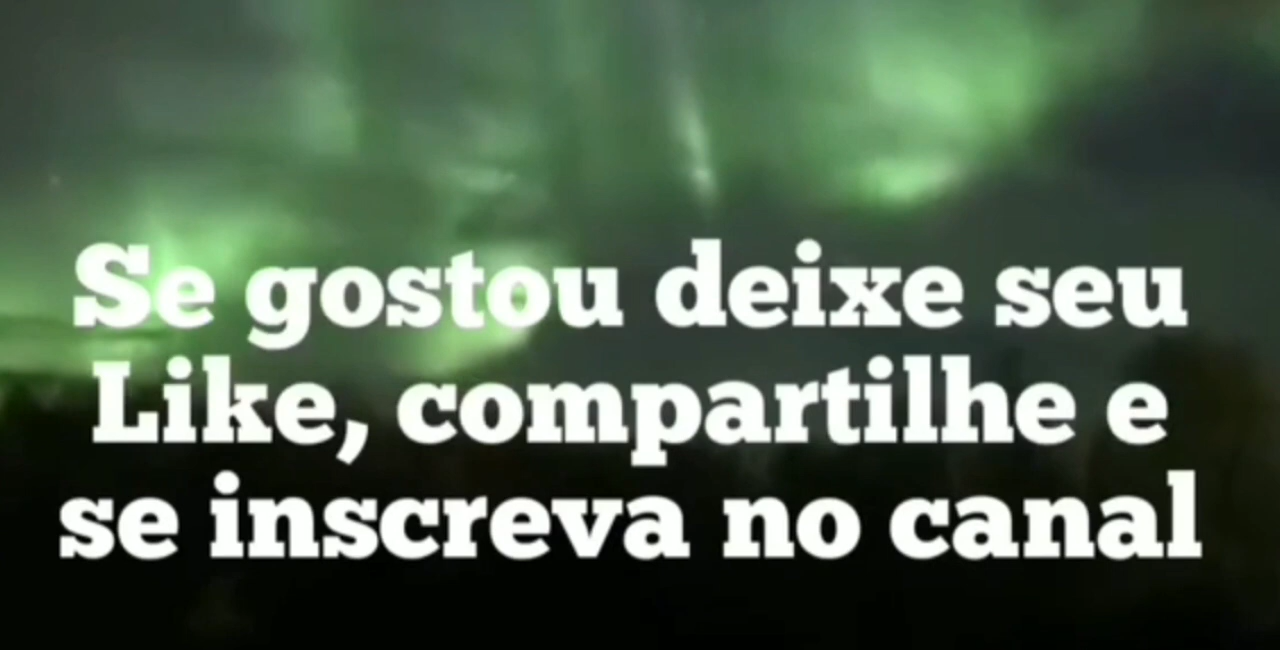 Se gostou deixe seu
Like, compartilhe e
se inscreva no canal